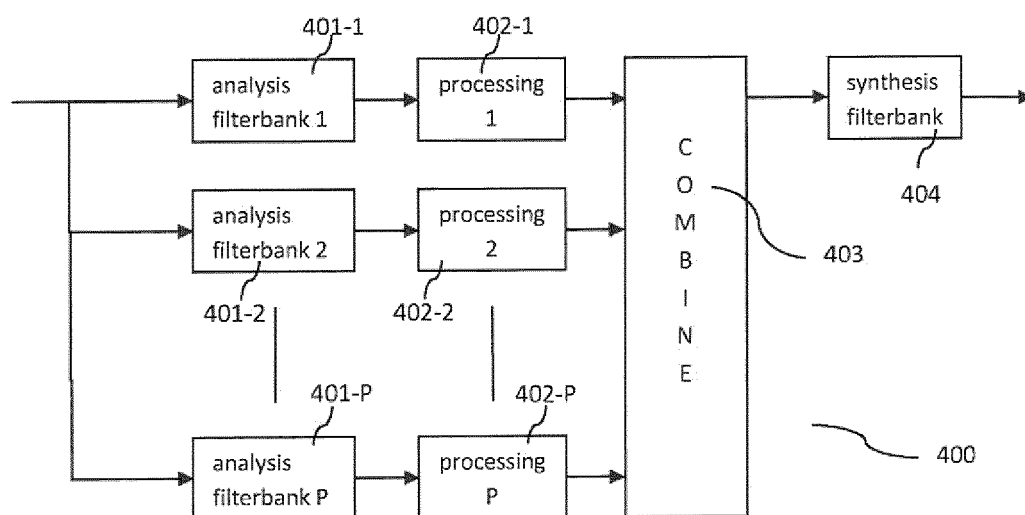 401-1
402-1
analysis
filterbank 1
processing
1
synthesis
filterbank
404
COMBINE
403
analysis
filterbank 2
processing
2
401-2
402-2
401-P
402-P
analysis
filterbank P
processing
P
400